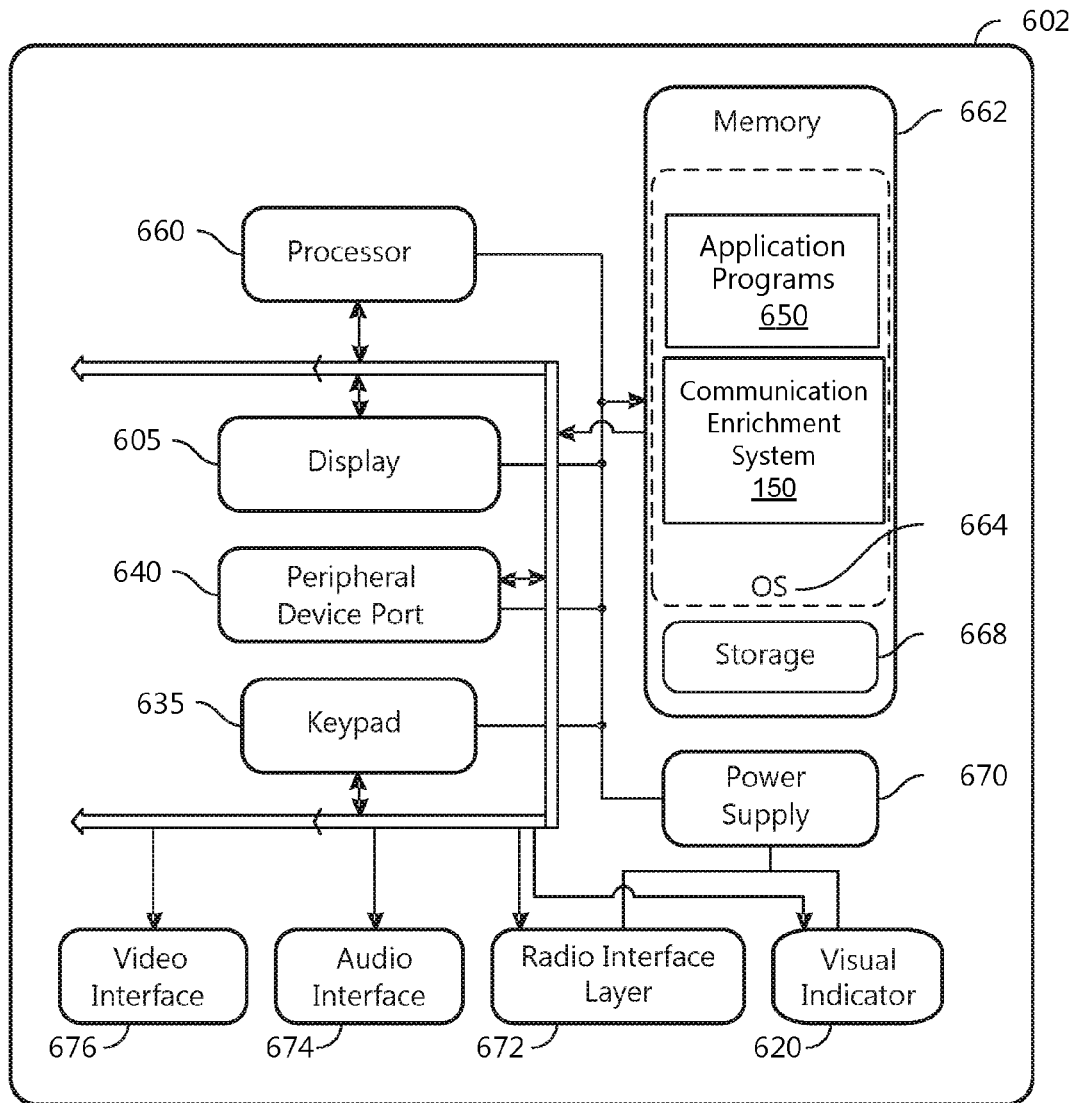 602
Memory
662
660
Processor
Application
Programs
650
605
Display
Communication
Enrichment
System
150
664
640
Peripheral
Device Port
OS
Storage
668
635
Keypad
Power
Supply
670
Video
Interface
Audio
Interface
Radio Interface
Layer
Visual
Indicator
676
674
672
620